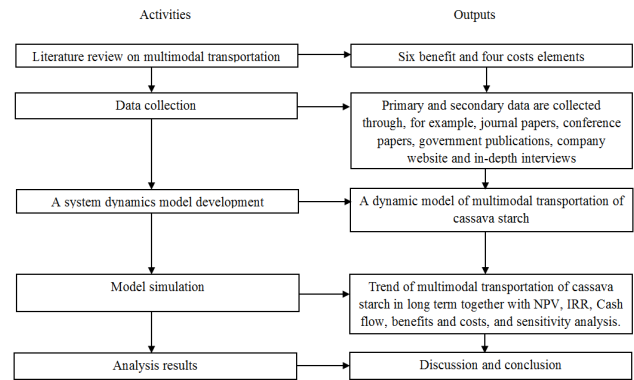 Activities
Outputs
Literature review on multimodal transportation
Six benefit and four costs elements
Data collection
Primary and secondary data are collected
through, for example, journal papers, conference
papers, government publications, company
website and in-depth interviews
A system dynamics model development
A dynamic model of multimodal transportation of
cassava starch
Model simulation
Trend of multimodal transportation of cassava
starch in long term together with NPV, IRR, Cash
flow, benefits and costs, and sensitivity analysis.
Analysis results
Discussion and conclusion